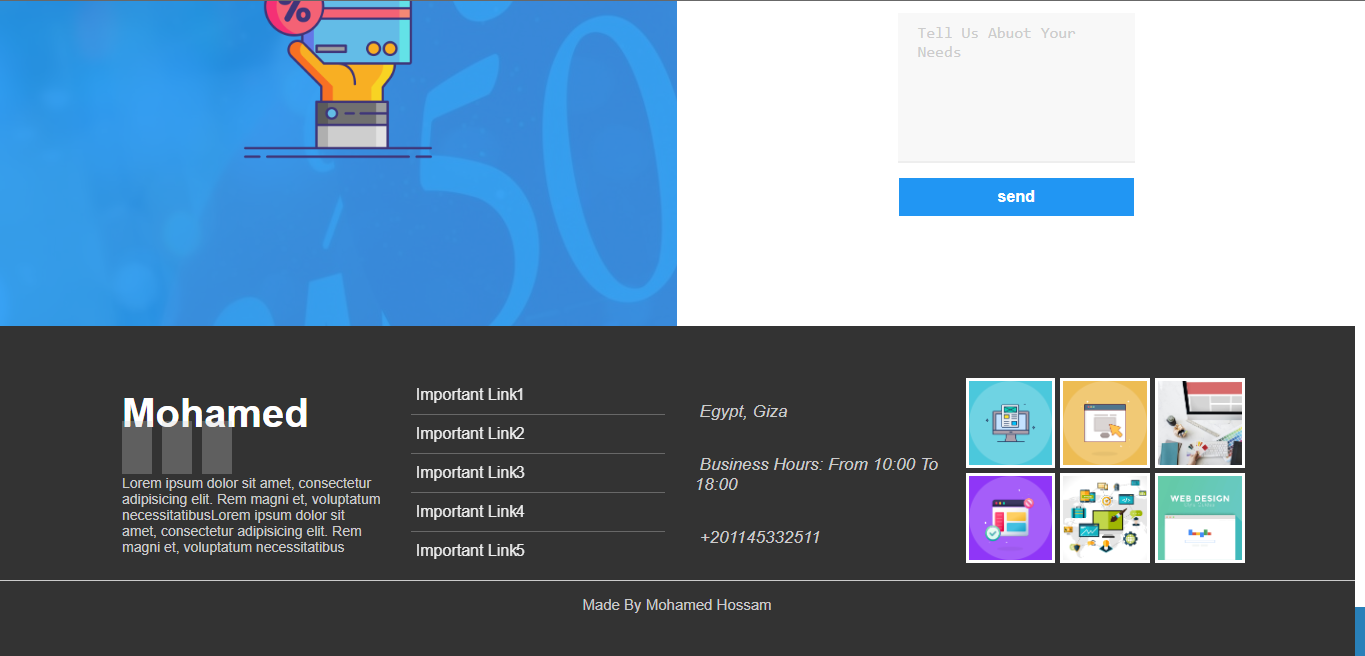 %
50
Tell Us Abuot Your
Needs
send
Mohamed
Lorem ipsum dolor sit amet, consectetur
adipisicing elit. Rem magni et, voluptatum
necessitatibusLorem ipsum dolor sit
amet, consectetur adipisicing elit. Rem
magni et, voluptatum necessitatibus
Important Link1
Important Link2
Important Link3
Important Link4
Important Link5
Egypt, Giza
Business Hours: From 10:00 To
18:00
+201145332511
WEB DESIGN
Made By Mohamed Hossam